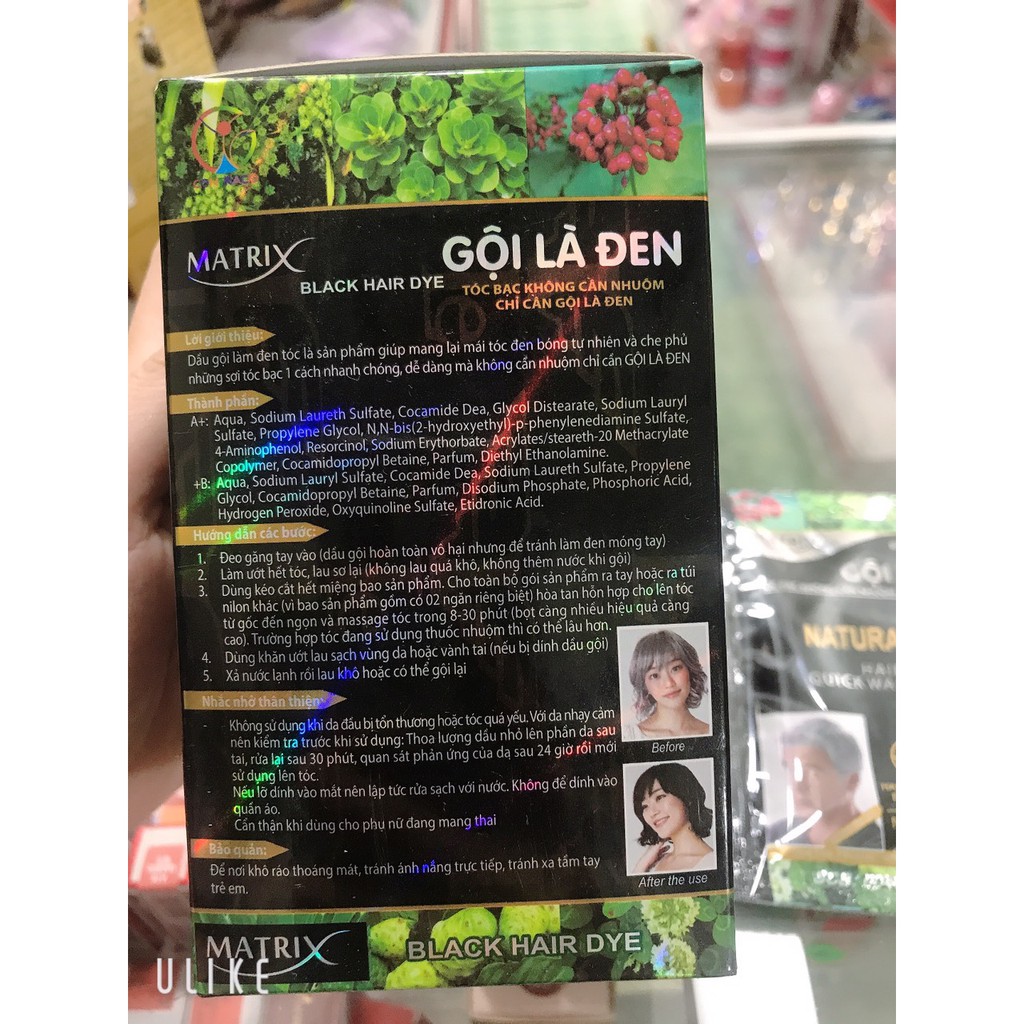 MATRIX
GỘI LÀ ĐEN
BLACK HAIR DYE
TÓC BẠC KHÔNG CẦN NHUỘM
CHỈ CẦN GỘI LÀ ĐEN
Lời giới thiệu:
Dầu gội làm đen tóc là sản phẩm giúp mang lại mái tóc đen bóng tự nhiên và che phủ
những sợi tóc bạc 1 cách nhanh chóng, dễ dàng mà không cần nhuộm chỉ cần GỘI LÀ ĐEN
Thành phần:
A+: Aqua, Sodium Laureth Sulfate, Cocamide Dea, Glycol Distearate, Sodium Lauryl
Sulfate, Propylene Glycol, N,N-bis(2-hydroxyethyl)-p-phenylenediamine Sulfate,
4-Aminophenol, Resorcinol, Sodium Erythorbate, Acrylates/steareth-20 Methacrylate
Copolymer, Cocamidopropyl Betaine, Parfum, Diethyl Ethanolamine.
+B: Aqua, Sodium Lauryl Sulfate, Cocamide Dea, Sodium Laureth Sulfate, Propylene
Glycol, Cocamidopropyl Betaine, Parfum, Disodium Phosphate, Phosphoric Acid,
Hydrogen Peroxide, Oxyquinoline Sulfate, Etidronic Acid.
Hướng dẫn các bước:
1. Đeo găng tay vào (dầu gội hoàn toàn vô hại nhưng để tránh làm đen móng tay)
2. Làm ướt hết tóc, lau sơ lại (không lau quá khô, không thêm nước khi gội)
3. Dùng kéo cắt hết miệng bao sản phẩm. Cho toàn bộ gói sản phẩm ra tay hoặc ra túi
nilon khác (vì bao sản phẩm gồm có 02 ngăn riêng biệt) hòa tan hỗn hợp cho lên tóc
từ gốc đến ngọn và massage tóc trong 8-30 phút (bọt càng nhiều hiệu quả càng
cao). Trường hợp tóc đang sử dụng thuốc nhuộm thì có thể lâu hơn.
4. Dùng khăn ướt lau sạch vùng da hoặc vành tai (nếu bị dính dầu gội)
5. Xả nước lạnh rồi lau khô hoặc có thể gội lại
Nhắc nhở thân thiện:
- Không sử dụng khi da đầu bị tổn thương hoặc tóc quá yếu. Với da nhạy cảm
nên kiểm tra trước khi sử dụng: Thoa lượng dầu nhỏ lên phần da sau
tai, rửa lại sau 30 phút, quan sát phản ứng của da sau 24 giờ rồi mới
sử dụng lên tóc.
Nếu lỡ dính vào mắt nên lập tức rửa sạch với nước. Không để dính vào
quần áo.
Cẩn thận khi dùng cho phụ nữ đang mang thai
Before
Bảo quản:
Để nơi khô ráo thoáng mát, tránh ánh nắng trực tiếp, tránh xa tầm tay
trẻ em.
After the use
MATRIX
BLACK HAIR DYE
ULIKE
GỘI
NATURA
HAI
QUICK WA